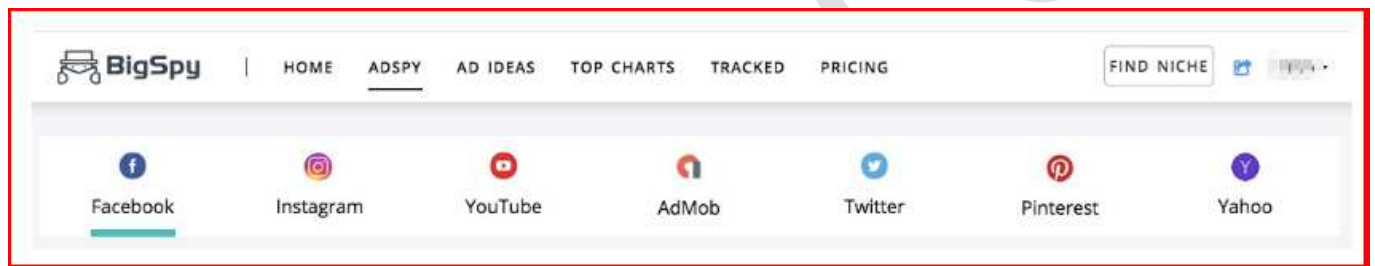 BigSpy | HOME ADSPY AD IDEAS TOP CHARTS TRACKED PRICING FIND NICHE
Facebook Instagram YouTube AdMob Twitter Pinterest Yahoo